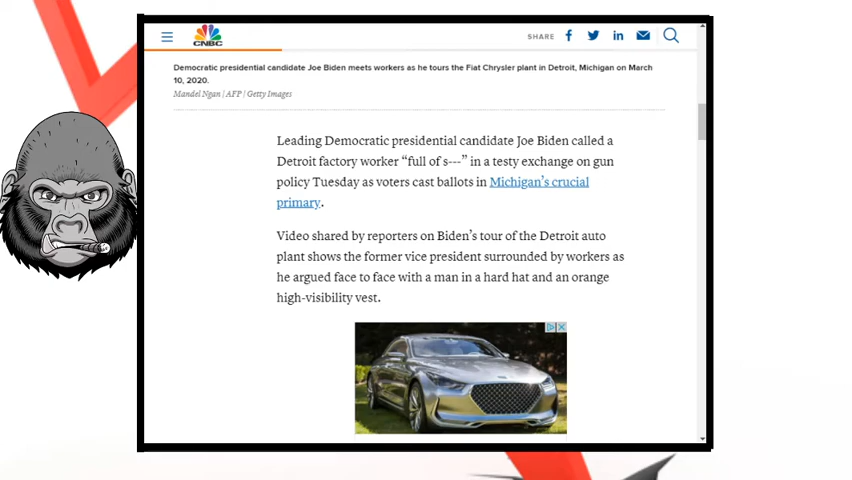 CNBC
SHARE
Democratic presidential candidate Joe Biden meets workers as he tours the Fiat Chrysler plant in Detroit, Michigan on March
10, 2020.
Mandel Ngan | AFP | Getty Images
Leading Democratic presidential candidate Joe Biden called a
Detroit factory worker “full of s---” in a testy exchange on gun
policy Tuesday as voters cast ballots in Michigan’s crucial
primary.
Video shared by reporters on Biden’s tour of the Detroit auto
plant shows the former vice president surrounded by workers as
he argued face to face with a man in a hard hat and an orange
high-visibility vest.